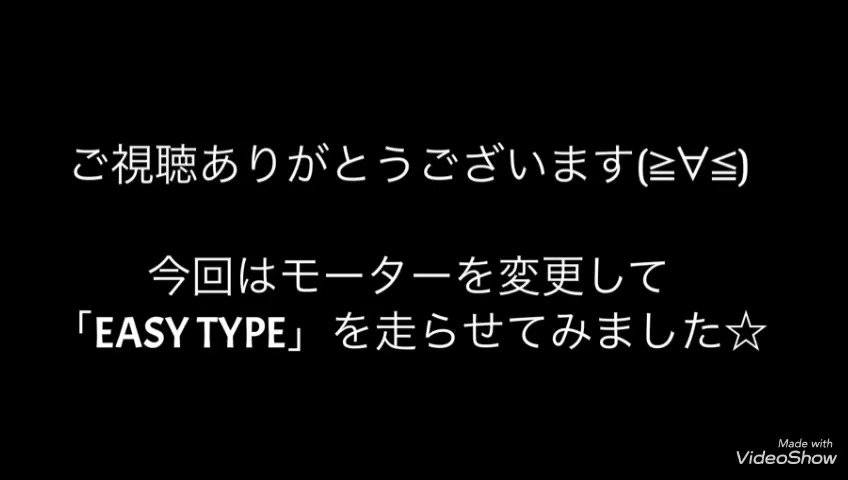 ご視聴ありがとうございます(≧∀≦)
今回はモーターを変更して
「EASY TYPE」を走らせてみました☆
Made with
VideoShow